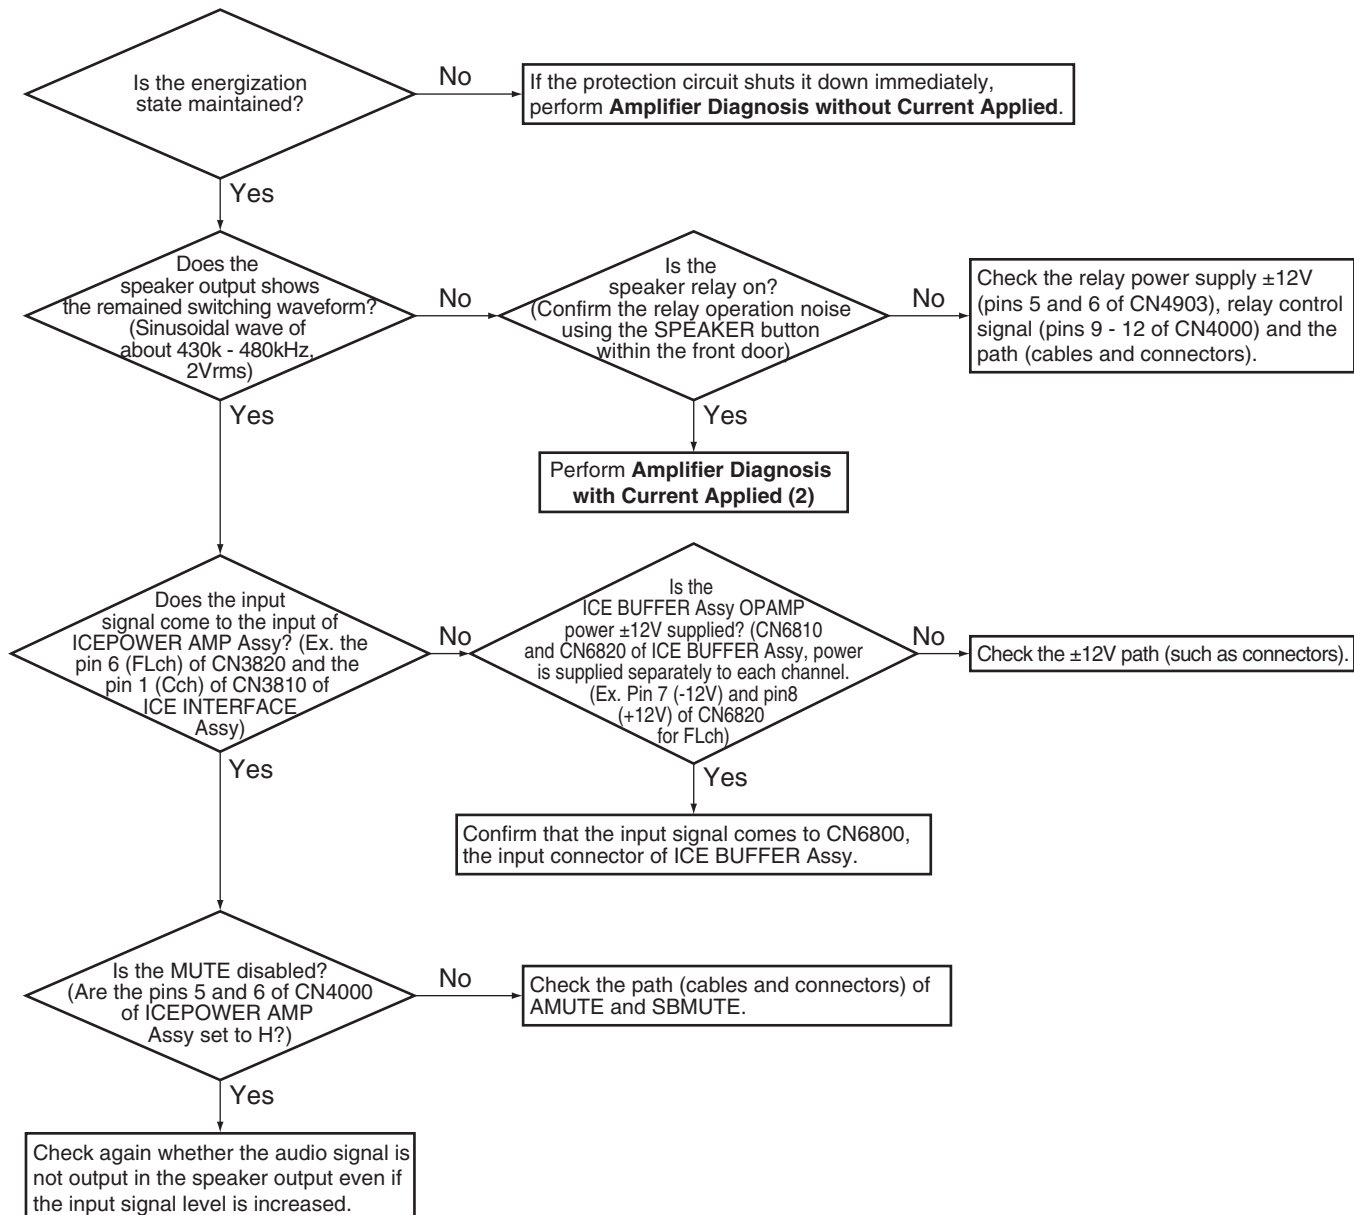 Is the energization
state maintained?
No
If the protection circuit shuts it down immediately,
perform Amplifier Diagnosis without Current Applied.
Yes
Does the
speaker output shows
the remained switching waveform?
(Sinusoidal wave of
about 430k - 480kHz,
2Vrms)
No
Is the
speaker relay on?
(Confirm the relay operation noise
using the SPEAKER button
within the front door)
No
Check the relay power supply ±12V
(pins 5 and 6 of CN4903), relay control
signal (pins 9 - 12 of CN4000) and the
path (cables and connectors).
Yes
Yes
Perform Amplifier Diagnosis
with Current Applied (2)
Does the input
signal come to the input of
ICEPOWER AMP Assy? (Ex. the
pin 6 (FLch) of CN3820 and the
pin 1 (Cch) of CN3810 of
ICE INTERFACE
Assy)
No
Is the
ICE BUFFER Assy OPAMP
power ±12V supplied? (CN6810
and CN6820 of ICE BUFFER Assy, power
is supplied separately to each channel.
(Ex. Pin 7 (-12V) and pin8
(+12V) of CN6820
for FLch)
No
Check the ±12V path (such as connectors).
Yes
Yes
Confirm that the input signal comes to CN6800,
the input connector of ICE BUFFER Assy.
Is the MUTE disabled?
(Are the pins 5 and 6 of CN4000
of ICEPOWER AMP
Assy set to H?)
No
Check the path (cables and connectors) of
AMUTE and SBMUTE.
Yes
Check again whether the audio signal is
not output in the speaker output even if
the input signal level is increased.